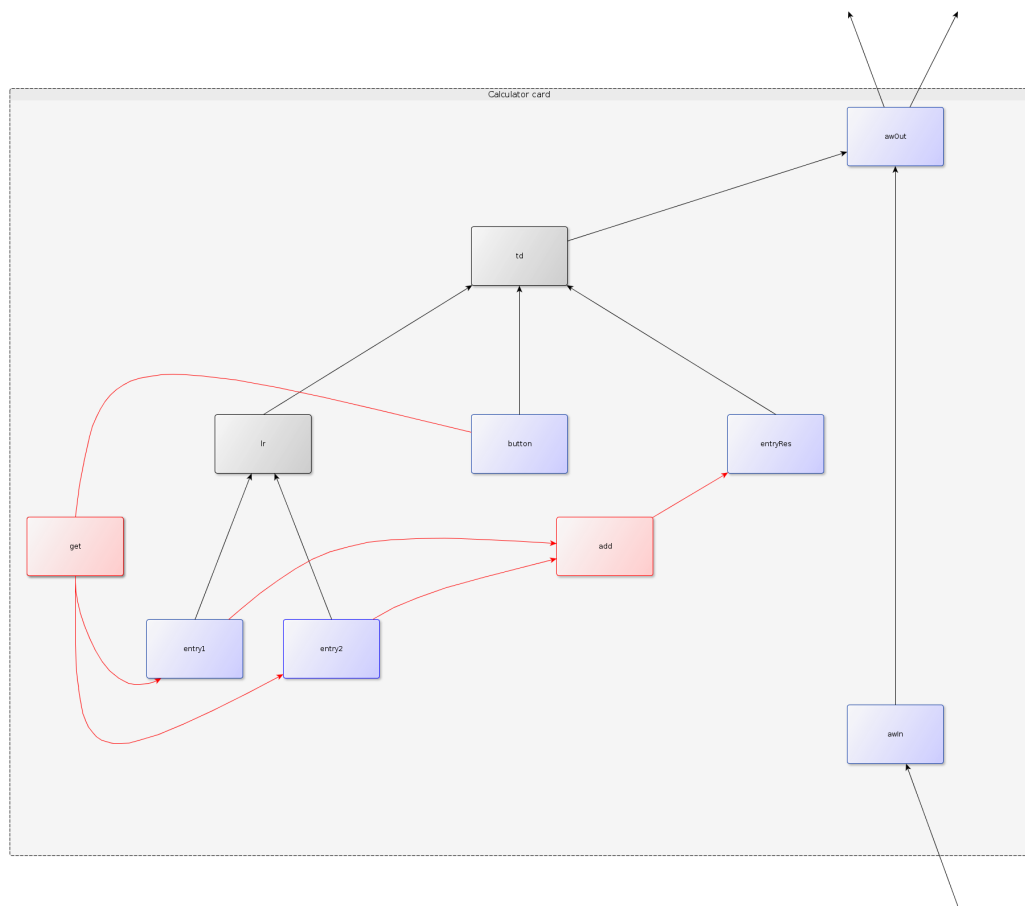 Calculator card
awOut
td
lr
button
entryRes
get
add
entry1
entry2
awIn